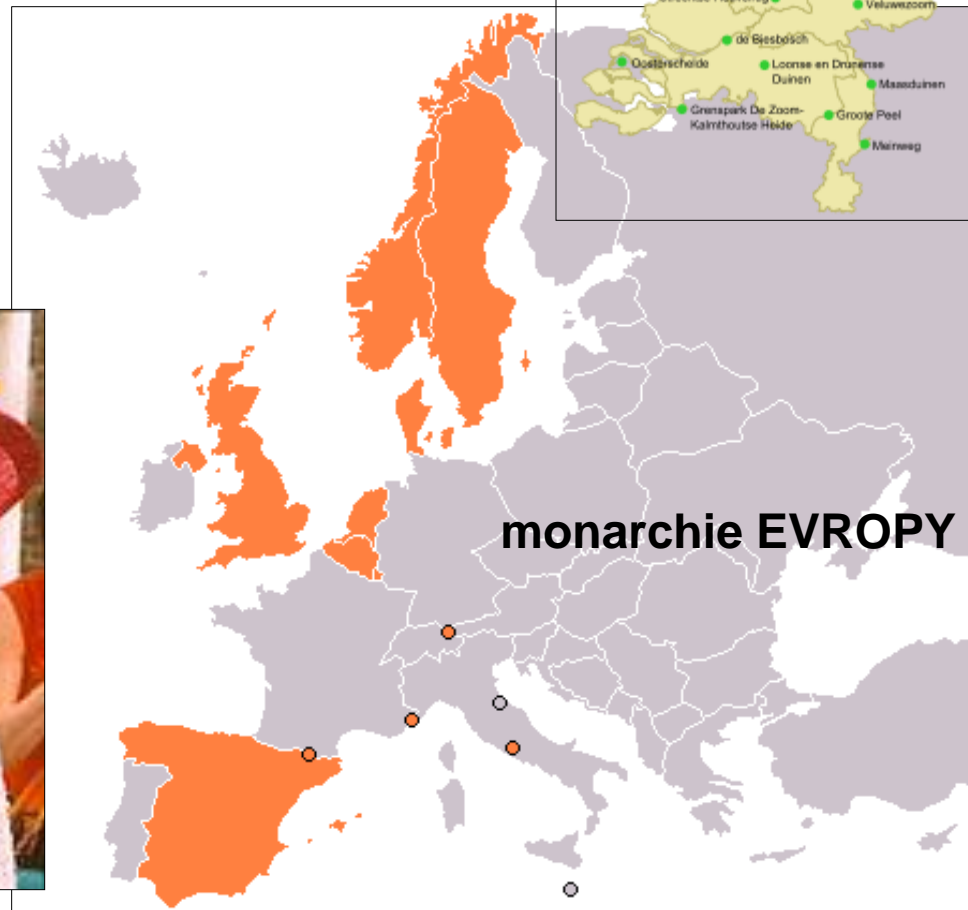 Veluwezoom
de Biesbosch
Oosterschelde
Loonse en Drunense
Duinen
Maasduinen
Grenspark De Zoom-
Kalmthoutse Heide
Groote Peel
Meinweg
monarchie EVROPY